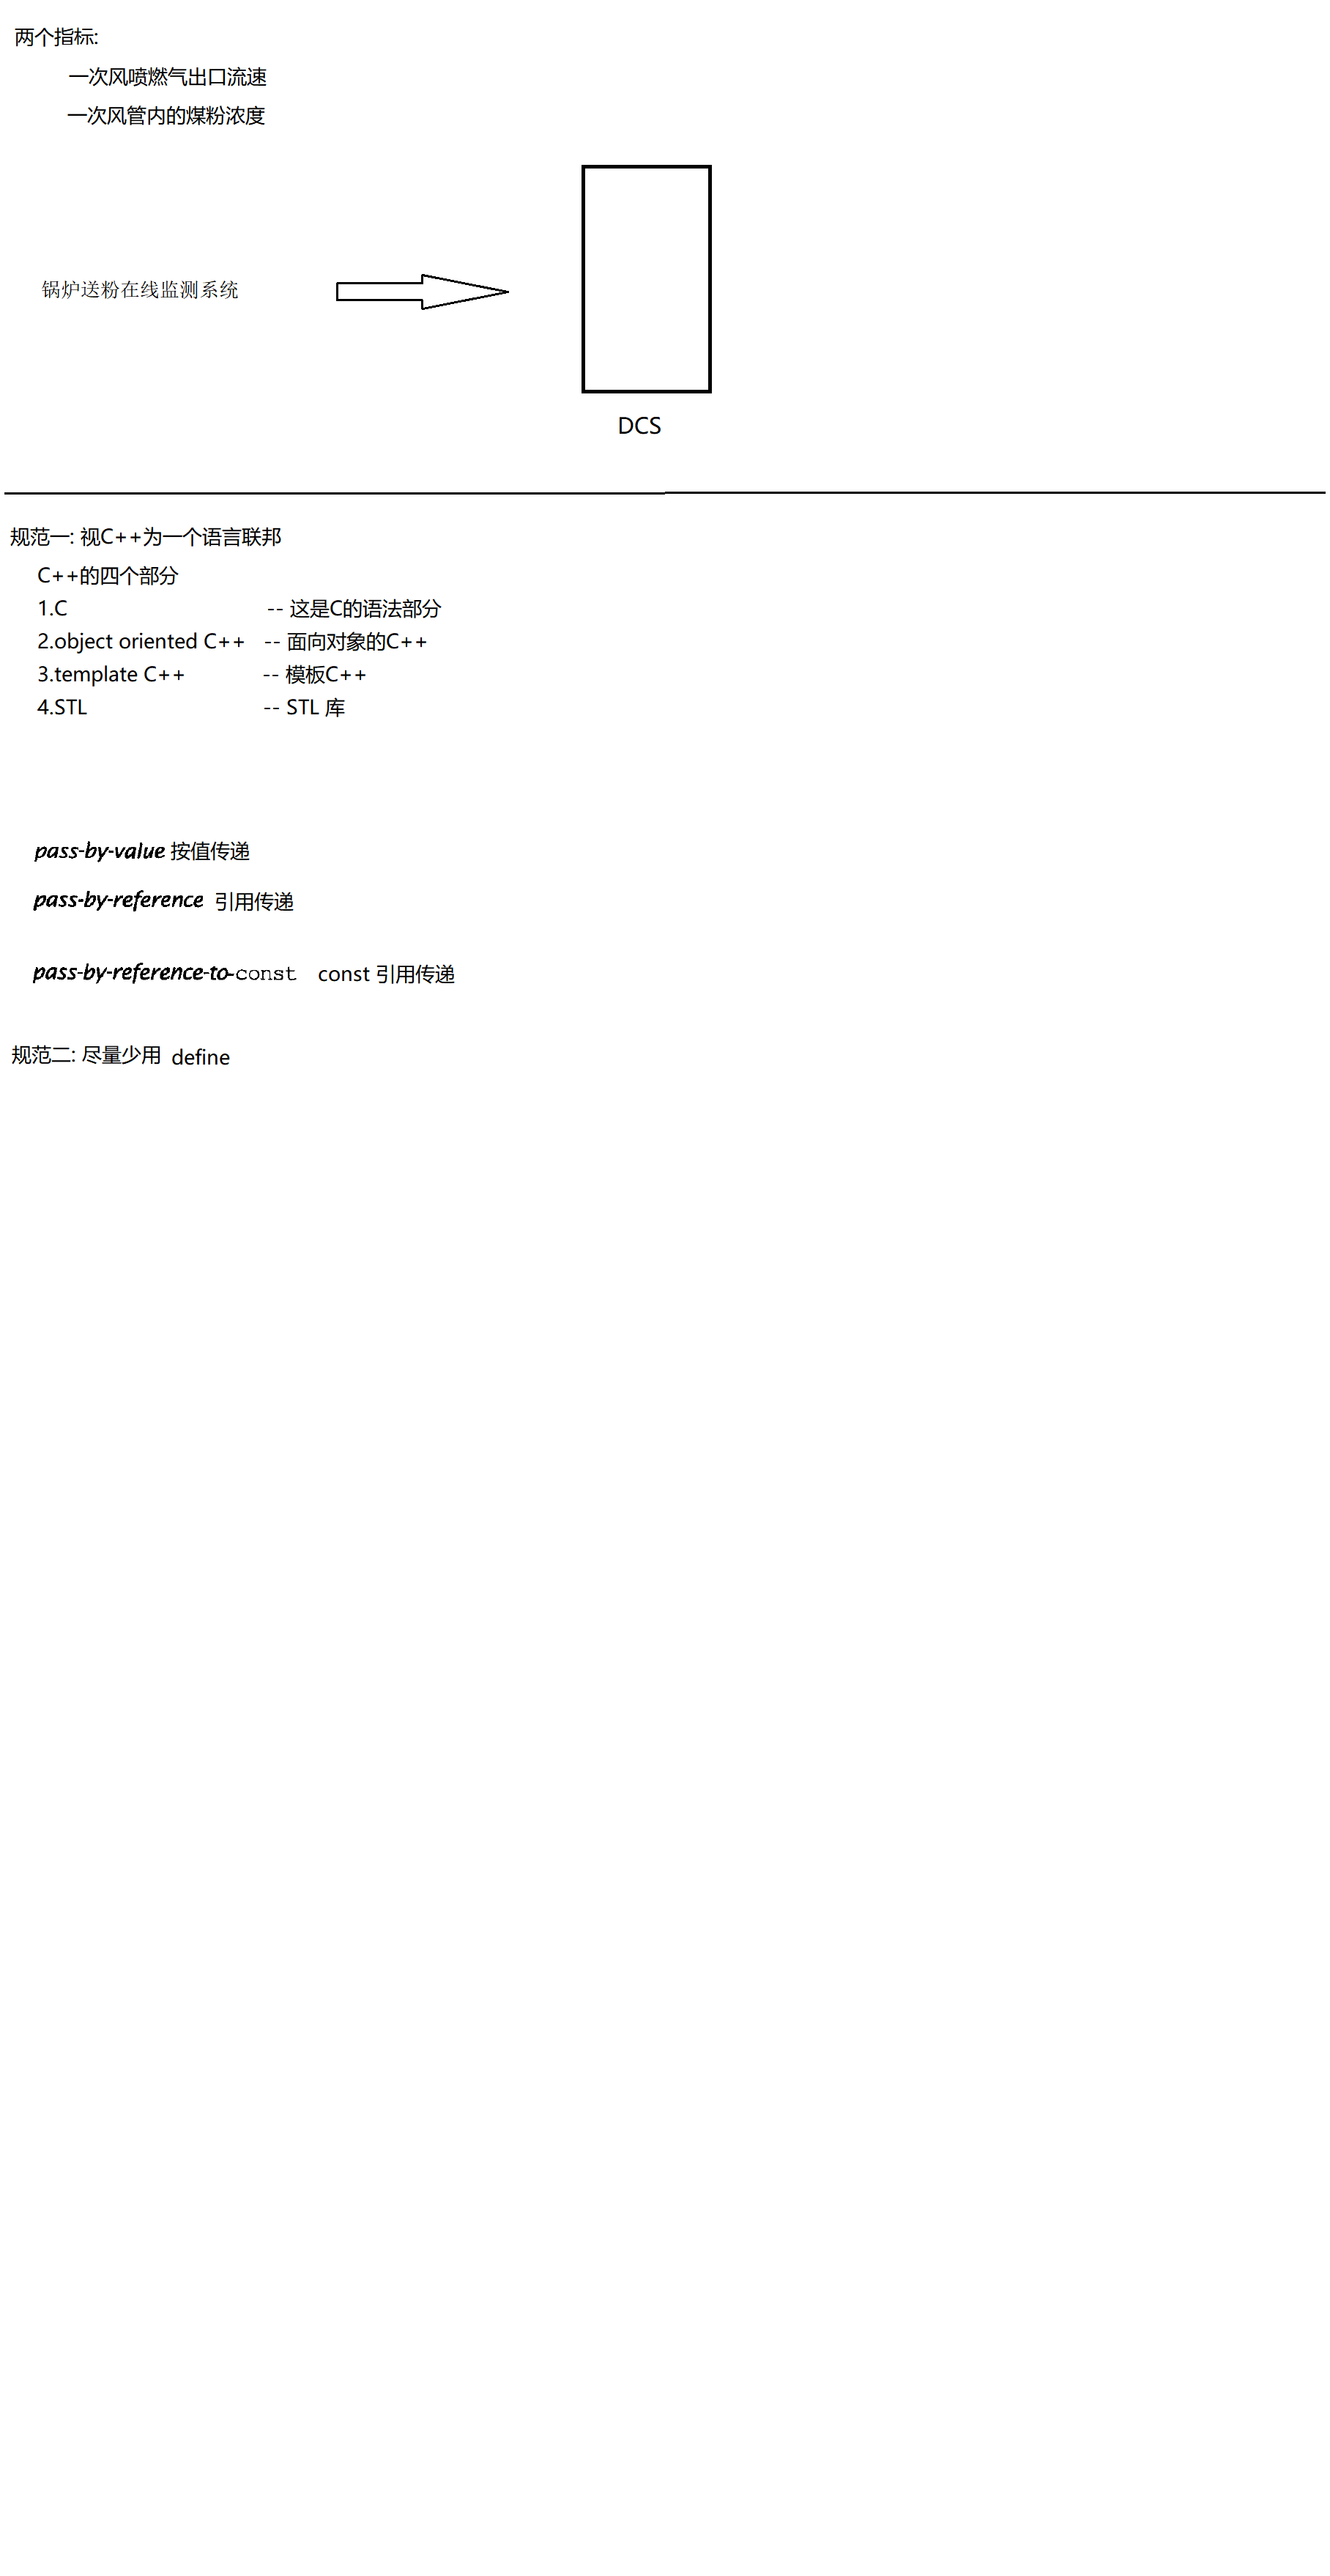 两个指标:
一次风喷燃气出口流速
一次风管内的煤粉浓度
锅炉送粉在线监测系统
DCS
规范一: 视C++为一个语言联邦
C++的四个部分
1.C -- 这是C的语法部分
2.object oriented C++ -- 面向对象的C++
3.template C++ -- 模板C++
4.STL -- STL 库
pass-by-value 按值传递
pass-by-reference 引用传递
pass-by-reference-to-const const 引用传递
规范二: 尽量少用 define